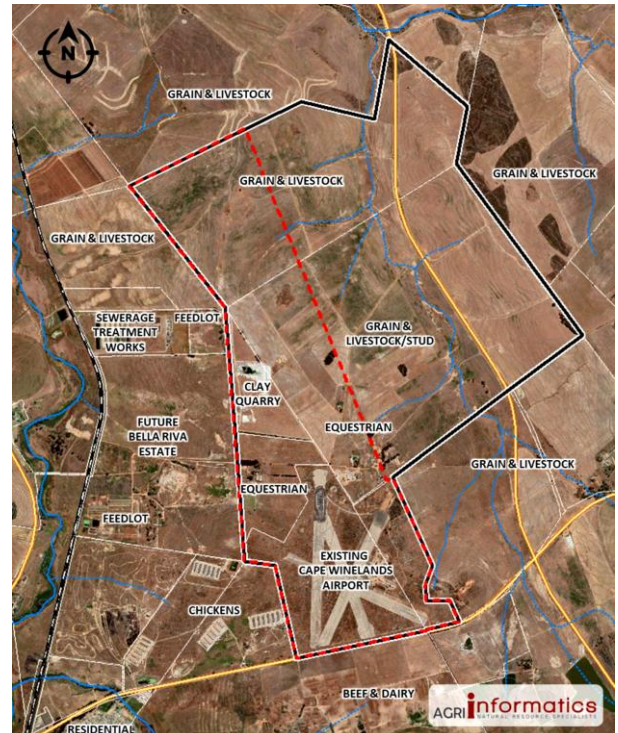 N
GRAIN & LIVESTOCK
GRAIN & LIVESTOCK
GRAIN & LIVESTOCK
GRAIN & LIVESTOCK
SEWERAGE
TREATMENT
WORKS
FEEDLOT
GRAIN &
LIVESTOCK/STUD
CLAY
QUARRY
FUTURE
BELLA RIVA
ESTATE
EQUESTRIAN
GRAIN & LIVESTOCK
EQUESTRIAN
FEEDLOT
EXISTING
CAPE WINELANDS
AIRPORT
CHICKENS
BEEF & DAIRY
RESIDENTIAL
AGRI informatics
NATURAL RESOURCE SPECIALISTS